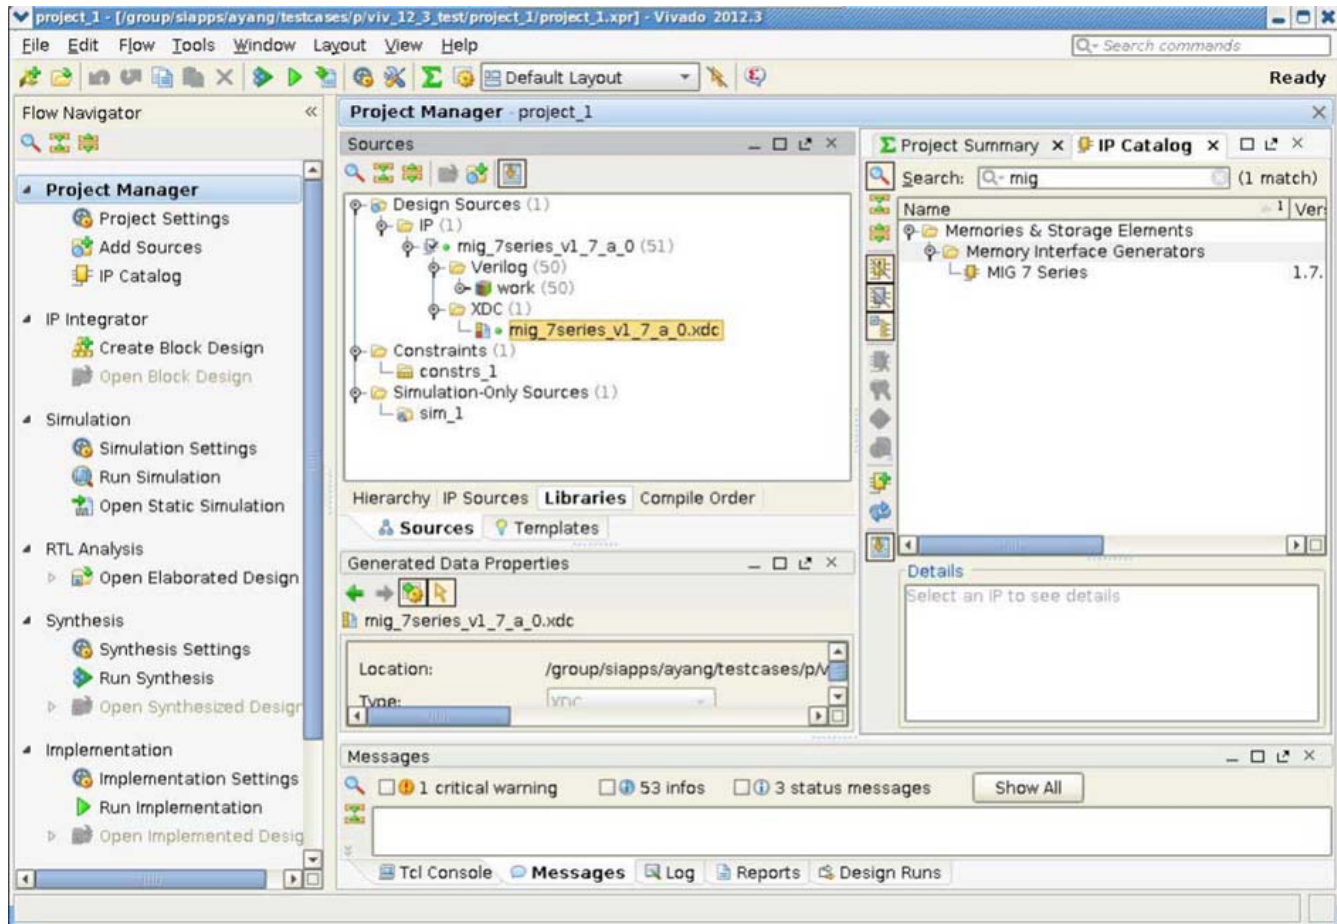 project_1 - [/group/siapps/ayang/testcases/p/viv_12_3_test/project_1/project_1.xpr] - Vivado 2012.3
File Edit Flow Tools Window Layout View Help
Search commands
Default Layout
Ready
Flow Navigator
Project Manager
Project Settings
Add Sources
IP Catalog
IP Integrator
Create Block Design
Open Block Design
Simulation
Simulation Settings
Run Simulation
Open Static Simulation
RTL Analysis
Open Elaborated Design
Synthesis
Synthesis Settings
Run Synthesis
Open Synthesized Desigr
Implementation
Implementation Settings
Run Implementation
Open Implemented Desig
Project Manager - project_1
Sources
Design Sources (1)
IP (1)
mig_7series_v1_7_a_0 (51)
Verilog (50)
work (50)
XDC (1)
mig_7series_v1_7_a_0.xdc
Constraints (1)
constrs_1
Simulation-Only Sources (1)
sim_1
Hierarchy IP Sources Libraries Compile Order
Sources Templates
Generated Data Properties
mig_7series_v1_7_a_0.xdc
Location: /group/siapps/ayang/testcases/p/v
Type: XDC
Project Summary IP Catalog
Search: mig (1 match)
Name 1 Ver
Memories & Storage Elements
Memory Interface Generators
MIG 7 Series 1.7.
Details
Select an IP to see details
Messages
1 critical warning 53 infos 3 status messages Show All
Tcl Console Messages Log Reports Design Runs